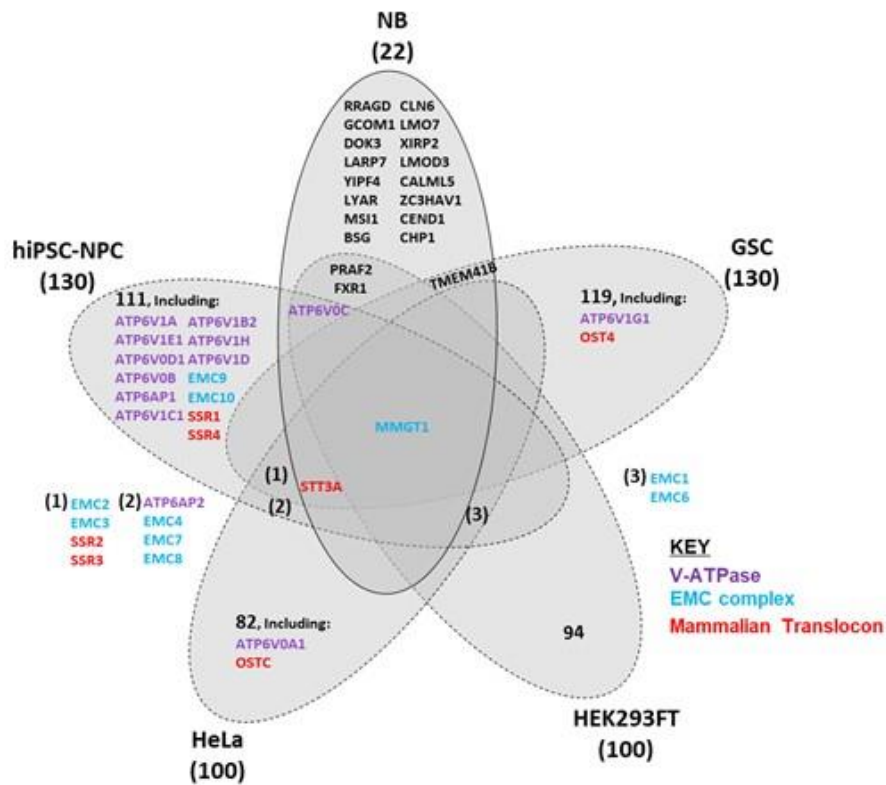 NB
(22)
RRAGD CLN6
GCOM1 LMO7
DOK3 XIRP2
LARP7 LMOD3
YIPF4 CALML5
LYAR ZC3HAV1
MSI1 CEND1
BSG CHP1
hiPSC-NPC
(130)
GSC
(130)
PRAF2
FXR1
TMEM41B
ATP6V0C
111, Including:
ATP6V1A ATP6V1B2
ATP6V1E1 ATP6V1H
ATP6V0D1 ATP6V1D
ATP6V0B EMC9
ATP6AP1 EMC10
ATP6V1C1 SSR1
SSR4
119, Including:
ATP6V1G1
OST4
MMGT1
(1)
STT3A
(2)
(3)
(1) EMC2
EMC3
SSR2
SSR3
(2) ATP6AP2
EMC4
EMC7
EMC8
(3) EMC1
EMC6
KEY
V-ATPase
EMC complex
Mammalian Translocon
82, Including:
ATP6V0A1
OSTC
94
HeLa
(100)
HEK293FT
(100)